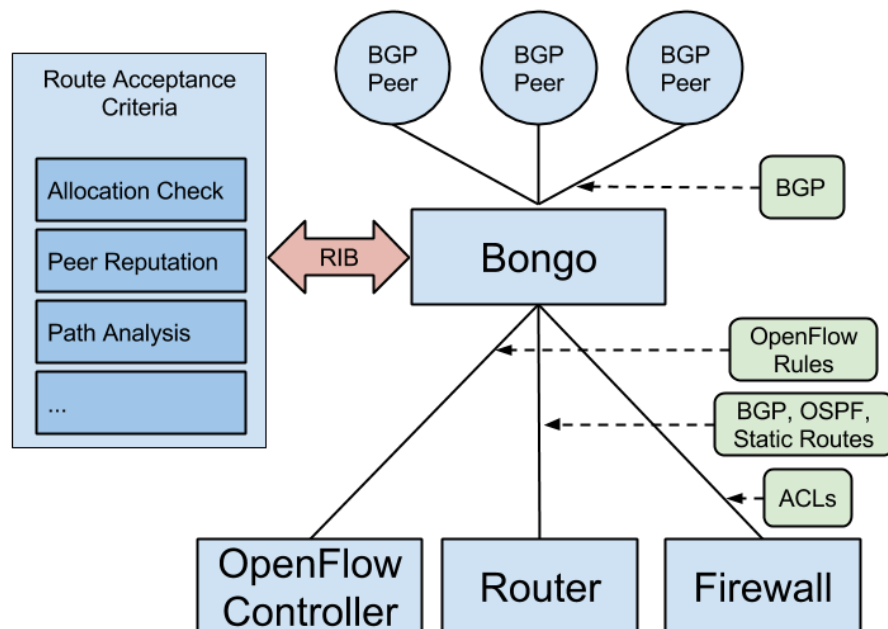 Route Acceptance
Criteria
Allocation Check
Peer Reputation
Path Analysis
...
BGP
Peer
BGP
Peer
BGP
Peer
BGP
RIB
Bongo
OpenFlow
Rules
BGP, OSPF,
Static Routes
ACLs
OpenFlow
Controller
Router
Firewall